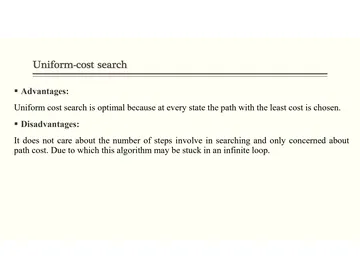 Uniform-cost search
▪ Advantages:
Uniform cost search is optimal because at every state the path with the least cost is chosen.
▪ Disadvantages:
It does not care about the number of steps involve in searching and only concerned about
path cost. Due to which this algorithm may be stuck in an infinite loop.